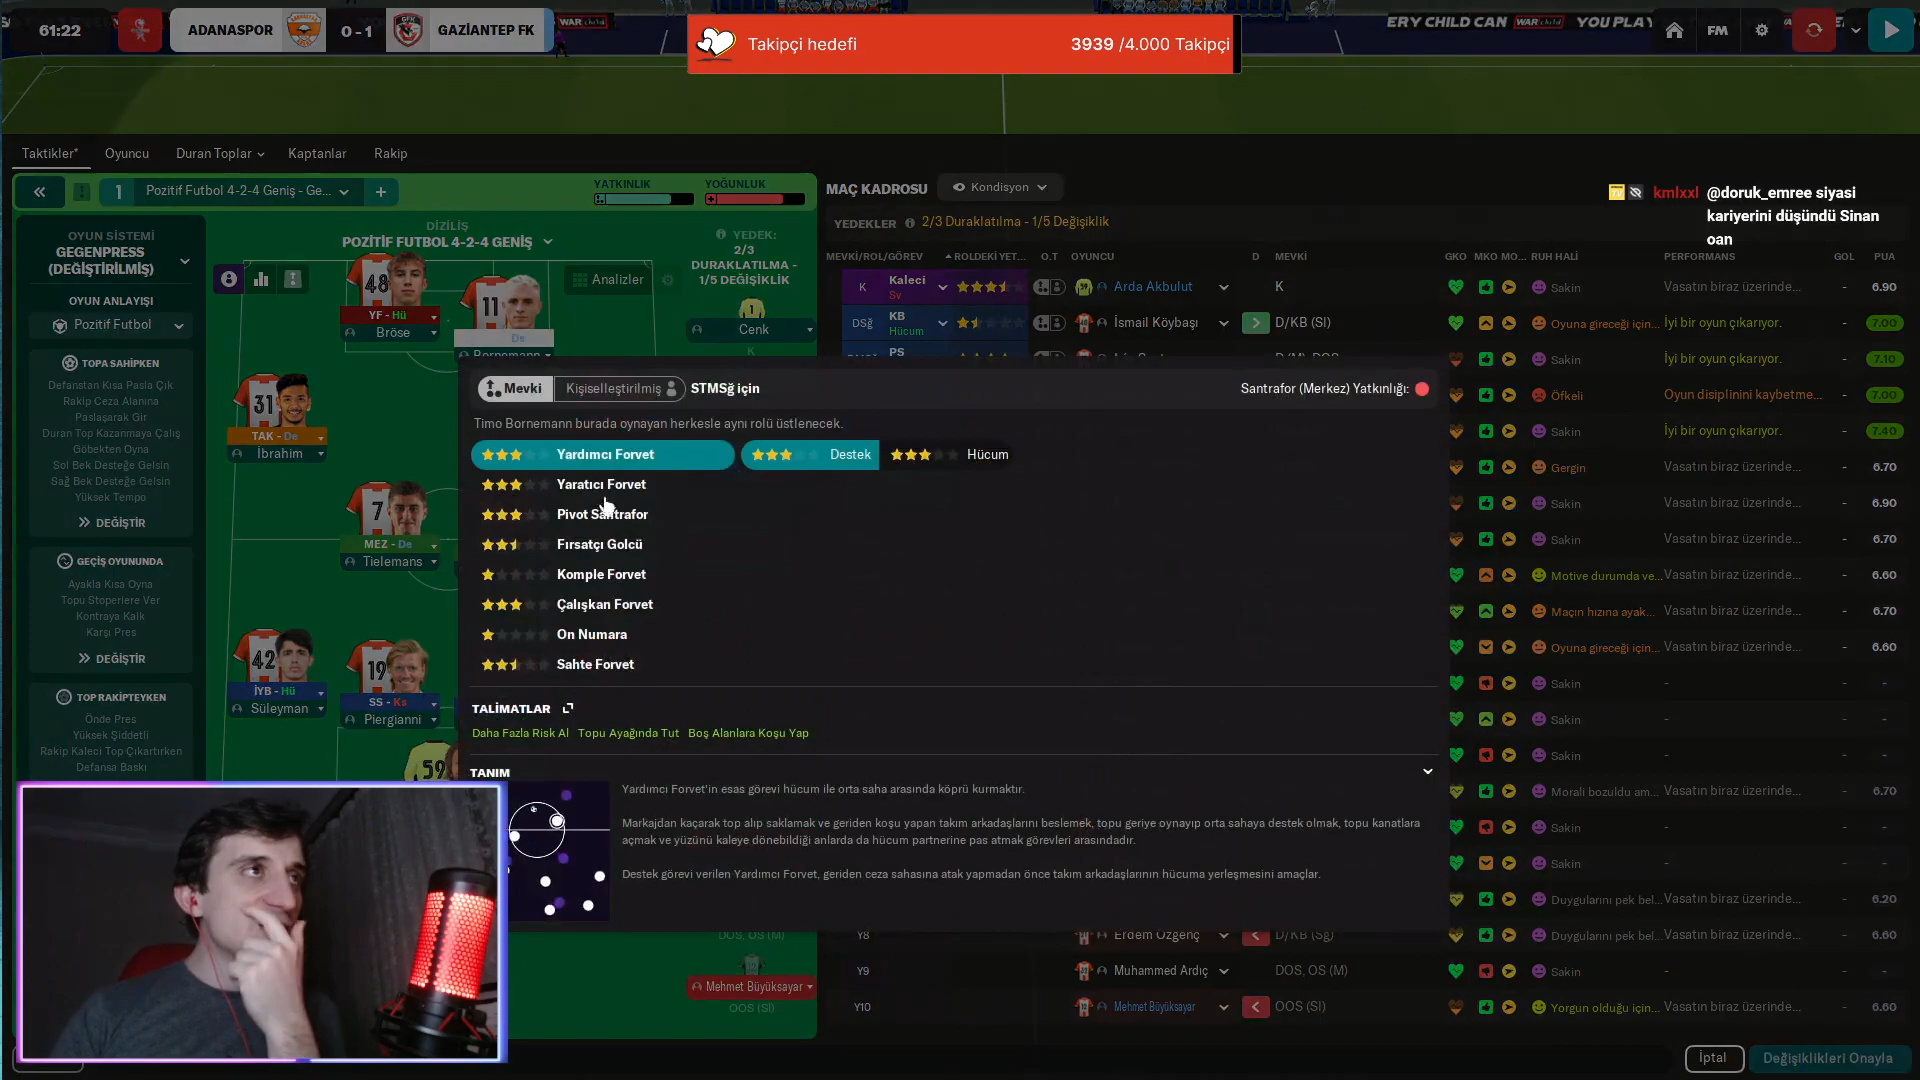 61:22
ADANASPOR
0 - 1
GAZİANTEP FK
WAR child
Takipçi hedefi
3939 /4.000 Takipçi
ERY CHILD CAN WAR child YOU PLAY
FM
Taktikler*
Oyuncu
Duran Toplar
Kaptanlar
Rakip
1
Pozitif Futbol 4-2-4 Geniş - Ge...
YATKINLIK
YOĞUNLUK
OYUN SİSTEMİ
GEGENPRESS
(DEĞİŞTİRİLMİŞ)
OYUN ANLAYIŞI
Pozitif Futbol
TOPA SAHİPKEN
Defanstan Kısa Pasla Çık
Rakip Ceza Alanına
Paslaşarak Gir
Duran Top Kazanmaya Çalış
Göbekten Oyna
Sol Bek Desteğe Gelsin
Sağ Bek Desteğe Gelsin
Yüksek Tempo
DEĞİŞTİR
GEÇİŞ OYUNUNDA
Ayakla Kısa Oyna
Topu Stoperlere Ver
Kontraya Kalk
Karşı Pres
DEĞİŞTİR
TOP RAKİPTEYKEN
Önde Pres
Yüksek Şiddetli
Rakip Kaleci Top Çıkartırken
Defansa Baskı
DİZİLİŞ
POZİTİF FUTBOL 4-2-4 GENİŞ
Analizler
YEDEK:
2/3
DURAKLATILMA -
1/5 DEĞİŞİKLİK
1
Cenk
K
48
YF - Hü
Bröse
11
De
Bornemann
31
TAK - De
İbrahim
7
MEZ - De
Tielemans
42
İYB - Hü
Süleyman
19
SS - Ks
Piergianni
59
DOS, OS (M)
Mehmet Büyüksayar
OOS (Sl)
MAÇ KADROSU
Kondisyon
YEDEKLER
2/3 Duraklatılma - 1/5 Değişiklik
MEVKİ/ROL/GÖREV
ROLDEKİ YET...
O.T
OYUNCU
D
MEVKİ
GKO
MKO
MO...
RUH HALİ
PERFORMANS
GOL
PUA
K
Kaleci
Sv
Arda Akbulut
K
Sakin
Vasatın biraz üzerinde...
-
6.90
DSğ
KB
Hücum
İsmail Köybaşı
D/KB (Sl)
Oyuna gireceği için...
İyi bir oyun çıkarıyor.
-
7.00
PS
Sakin
İyi bir oyun çıkarıyor.
-
7.10
Öfkeli
Oyun disiplinini kaybetme...
-
7.00
Sakin
İyi bir oyun çıkarıyor.
-
7.40
Gergin
Vasatın biraz üzerinde...
-
6.70
Sakin
Vasatın biraz üzerinde...
-
6.90
Sakin
Vasatın biraz üzerinde...
-
6.70
Motive durumda ve...
Vasatın biraz üzerinde...
-
6.60
Maçın hızına ayak...
Vasatın biraz üzerinde...
-
6.70
Oyuna gireceği için...
Vasatın biraz üzerinde...
-
6.60
Sakin
-
-
-
Sakin
-
-
-
Sakin
-
-
-
Morali bozuldu am...
Vasatın biraz üzerinde...
-
6.70
Sakin
-
-
-
Sakin
-
-
-
Duygularını pek bel...
Vasatın biraz üzerinde...
-
6.20
Y8
Erdem Özgenç
D/KB (Sğ)
Duygularını pek bel...
Vasatın biraz üzerinde...
-
6.60
Y9
Muhammed Ardıç
DOS, OS (M)
Sakin
-
-
-
Y10
Mehmet Büyüksayar
OOS (Sl)
Yorgun olduğu için...
Vasatın biraz üzerinde...
-
6.60
kmlxxl @doruk_emree siyasi
kariyerini düşündü Sinan
oan
Mevki
Kişiselleştirilmiş
STMSğ için
Santrafor (Merkez) Yatkınlığı:
Timo Bornemann burada oynayan herkesle aynı rolü üstlenecek.
Yardımcı Forvet
Destek
Hücum
Yaratıcı Forvet
Pivot Santrafor
Fırsatçı Golcü
Komple Forvet
Çalışkan Forvet
On Numara
Sahte Forvet
TALİMATLAR
Daha Fazla Risk Al Topu Ayağında Tut Boş Alanlara Koşu Yap
TANIM
Yardımcı Forvet'in esas görevi hücum ile orta saha arasında köprü kurmaktır.
Markajdan kaçarak top alıp saklamak ve geriden koşu yapan takım arkadaşlarını beslemek, topu geriye oynayıp orta sahaya destek olmak, topu kanatlara
açmak ve yüzünü kaleye dönebildiği anlarda da hücum partnerine pas atmak görevleri arasındadır.
Destek görevi verilen Yardımcı Forvet, geriden ceza sahasına atak yapmadan önce takım arkadaşlarının hücuma yerleşmesini amaçlar.
İptal
Değişiklikleri Onayla